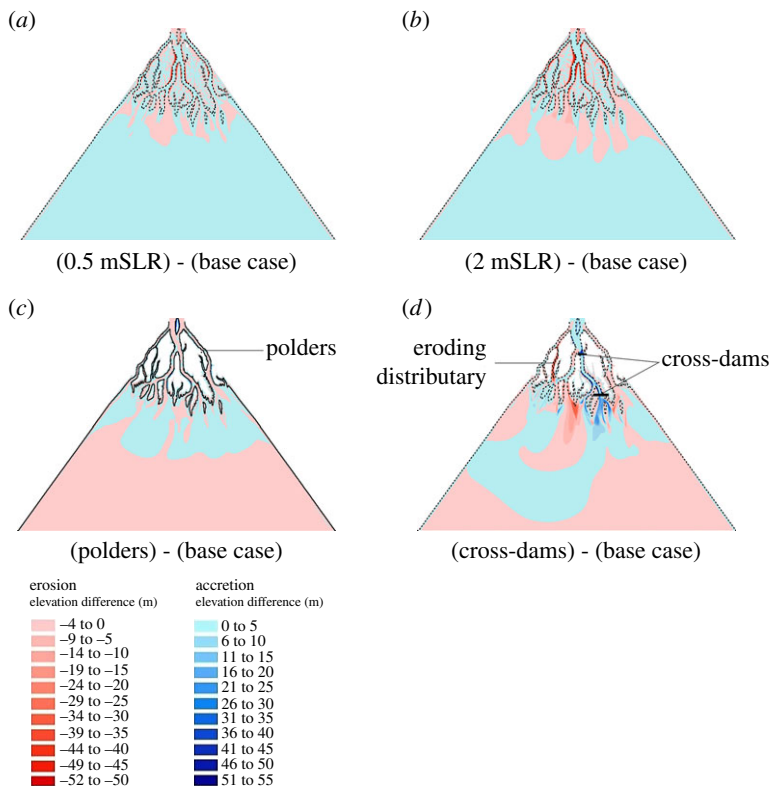 (a)
(b)
(0.5 mSLR) - (base case)
(2 mSLR) - (base case)
(c)
(d)
polders
eroding
distributary
cross-dams
(polders) - (base case)
(cross-dams) - (base case)
erosion
elevation difference (m)
–4 to 0
–9 to –5
–14 to –10
–19 to –15
–24 to –20
–29 to –25
–34 to –30
–39 to –35
–44 to –40
–49 to –45
–52 to –50
accretion
elevation difference (m)
0 to 5
6 to 10
11 to 15
16 to 20
21 to 25
26 to 30
31 to 35
36 to 40
41 to 45
46 to 50
51 to 55